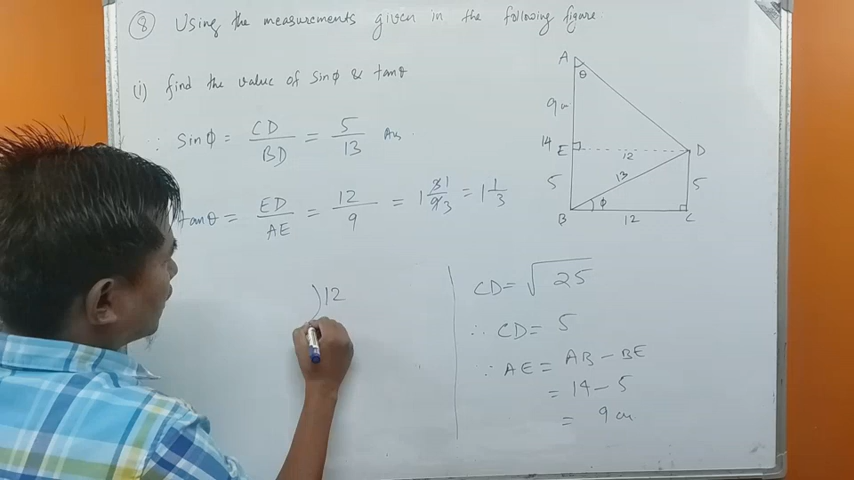 (8) Using the measurements given in the following figure.
(i) find the value of sinϕ & tanθ
∴ sinϕ = CD/BD = 5/13 Ans.
tanθ = ED/AE = 12/9 = 1 3̸1/9̸3 = 1 1/3
)12
CD = √25
∴ CD = 5
∴ AE = AB − BE
= 14 − 5
= 9 cm
A
θ
9 cm
14
E
12
D
5
13
5
B
ϕ
12
C